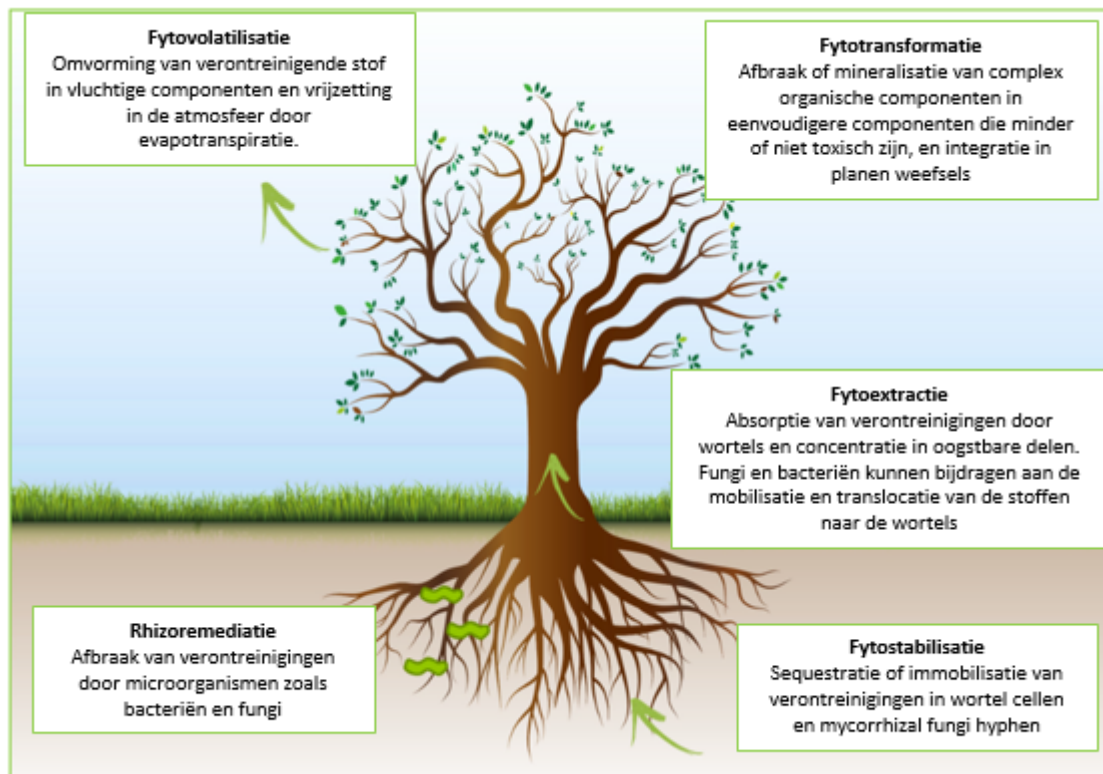 Fytovolatilisatie
Omvorming van verontreinigende stof
in vluchtige componenten en vrijzetting
in de atmosfeer door
evapotranspiratie.
Fytotransformatie
Afbraak of mineralisatie van complex
organische componenten in
eenvoudigere componenten die minder
of niet toxisch zijn, en integratie in
planen weefsels
Fytoextractie
Absorptie van verontreinigingen door
wortels en concentratie in oogstbare delen.
Fungi en bacteriën kunnen bijdragen aan de
mobilisatie en translocatie van de stoffen
naar de wortels
Rhizoremediatie
Afbraak van verontreinigingen
door microorganismen zoals
bacteriën en fungi
Fytostabilisatie
Sequestratie of immobilisatie van
verontreinigingen in wortel cellen
en mycorrhizal fungi hyphen